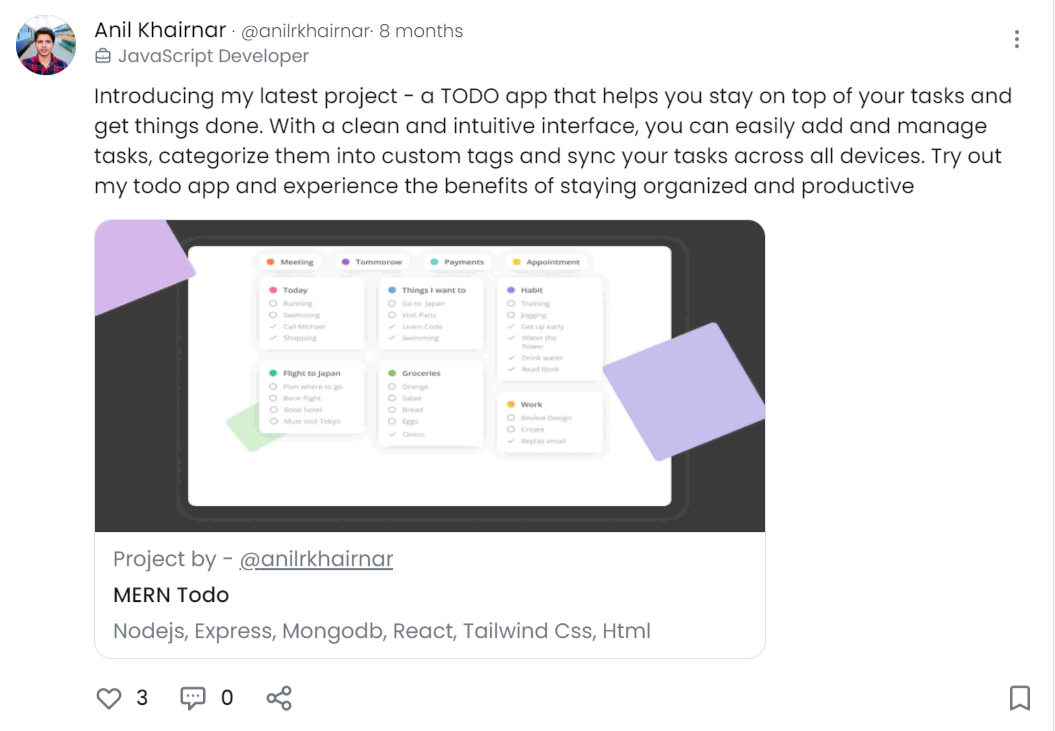 Anil Khairnar · @anilrkhairnar· 8 months
JavaScript Developer
Introducing my latest project - a TODO app that helps you stay on top of your tasks and
get things done. With a clean and intuitive interface, you can easily add and manage
tasks, categorize them into custom tags and sync your tasks across all devices. Try out
my todo app and experience the benefits of staying organized and productive
Meeting
Tommorow
Payments
Appointment
Today
Running
Swimming
Call Michael
Shopping
Things I want to
Go to Japan
Visit Paris
Learn Code
Swimming
Habit
Training
Jogging
Get up early
Water the
flower
Drink water
Read Book
Flight to Japan
Plan where to go
Book flight
Book hotel
Must visit Tokyo
Groceries
Orange
Salad
Bread
Eggs
Onion
Work
Review Design
Create
Replay email
Project by - @anilrkhairnar
MERN Todo
Nodejs, Express, Mongodb, React, Tailwind Css, Html
3
0